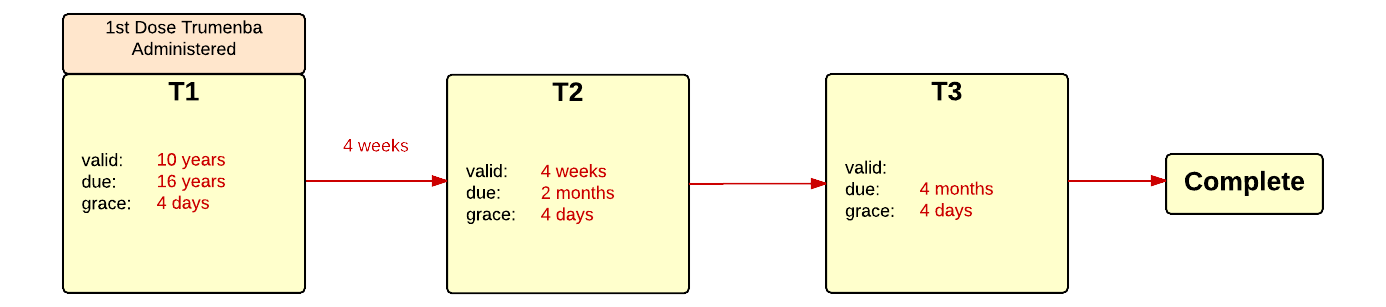 1st Dose Trumenba
Administered
T1
valid: 10 years
due: 16 years
grace: 4 days
4 weeks
T2
valid: 4 weeks
due: 2 months
grace: 4 days
T3
valid:
due: 4 months
grace: 4 days
Complete